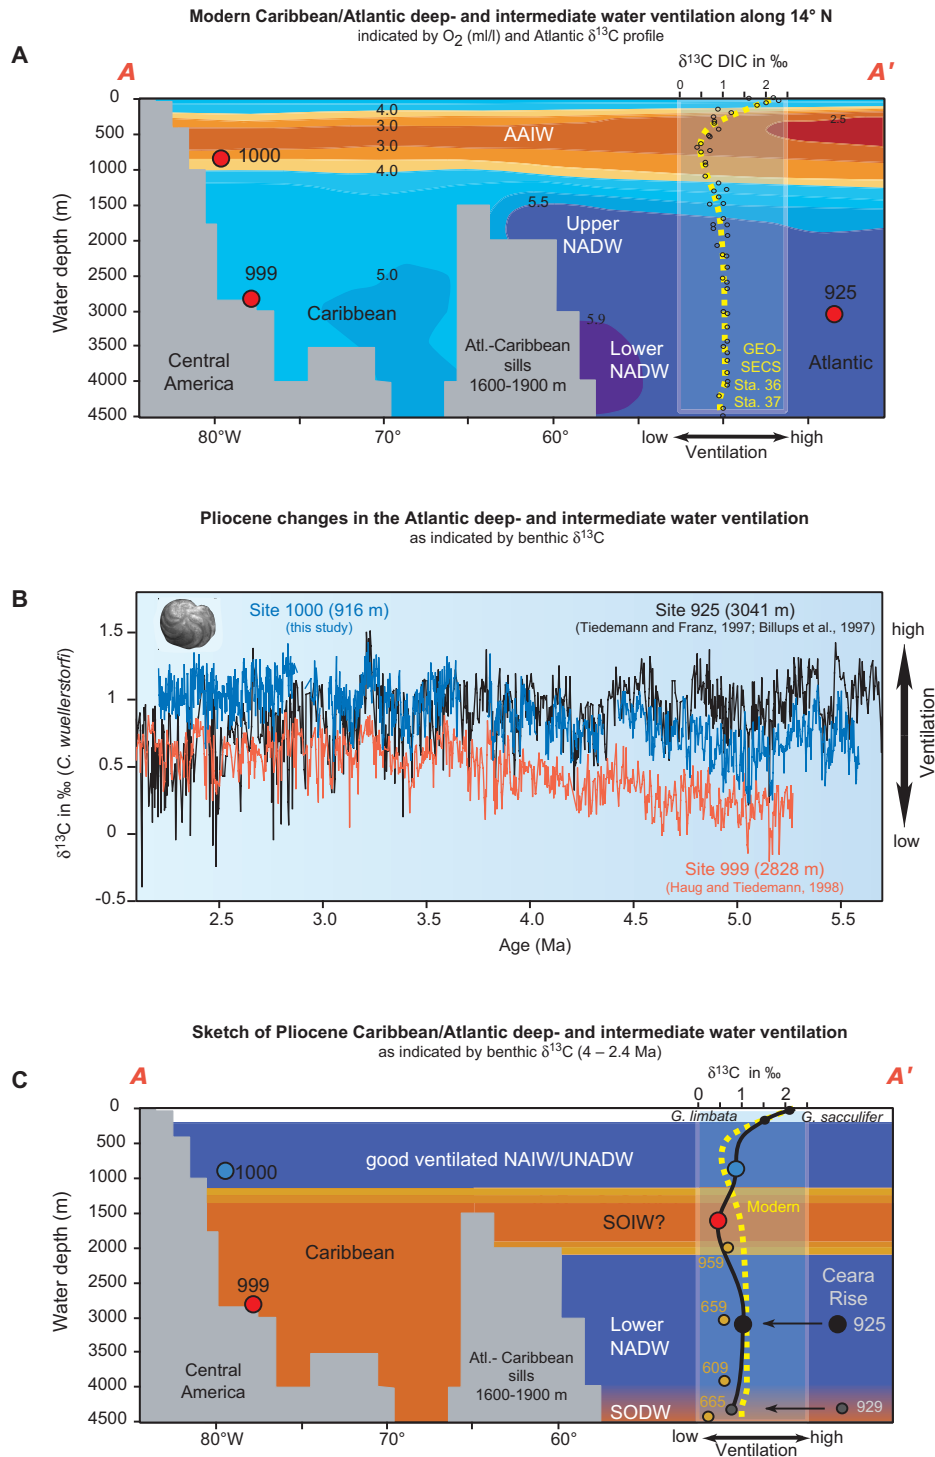 Modern Caribbean/Atlantic deep- and intermediate water ventilation along 14° N
indicated by O2 (ml/l) and Atlantic δ13C profile
A
δ13C DIC in ‰
A
A'
0 1 2
0
500
1000
1500
2000
2500
3000
3500
4000
4500
Water depth (m)
4.0
3.0
AAIW
2.5
3.0
1000
4.0
5.5
Upper
NADW
999
5.0
925
Caribbean
5.9
Atl.-Caribbean
sills
1600-1900 m
Lower
NADW
GEO-
SECS
Sta. 36
Sta. 37
Atlantic
Central
America
80°W
70°
60°
low
high
Ventilation
Pliocene changes in the Atlantic deep- and intermediate water ventilation
as indicated by benthic δ13C
B
Site 1000 (916 m)
(this study)
Site 925 (3041 m)
(Tiedemann and Franz, 1997; Billups et al., 1997)
high
Ventilation
low
1.5
1
0.5
0
-0.5
δ13C in ‰ (C. wuellerstorfi)
Site 999 (2828 m)
(Haug and Tiedemann, 1998)
2.5
3.0
3.5
4.0
4.5
5.0
5.5
Age (Ma)
Sketch of Pliocene Caribbean/Atlantic deep- and intermediate water ventilation
as indicated by benthic δ13C (4 – 2.4 Ma)
C
δ13C in ‰
A
A'
0 1 2
G. limbata
G. sacculifer
0
500
1000
1500
2000
2500
3000
3500
4000
4500
Water depth (m)
good ventilated NAIW/UNADW
1000
Modern
SOIW?
Caribbean
959
999
Ceara
Rise
659
925
Lower
NADW
Atl.- Caribbean
sills
1600-1900 m
609
Central
America
665
SODW
929
80°W
70°
60°
low
high
Ventilation